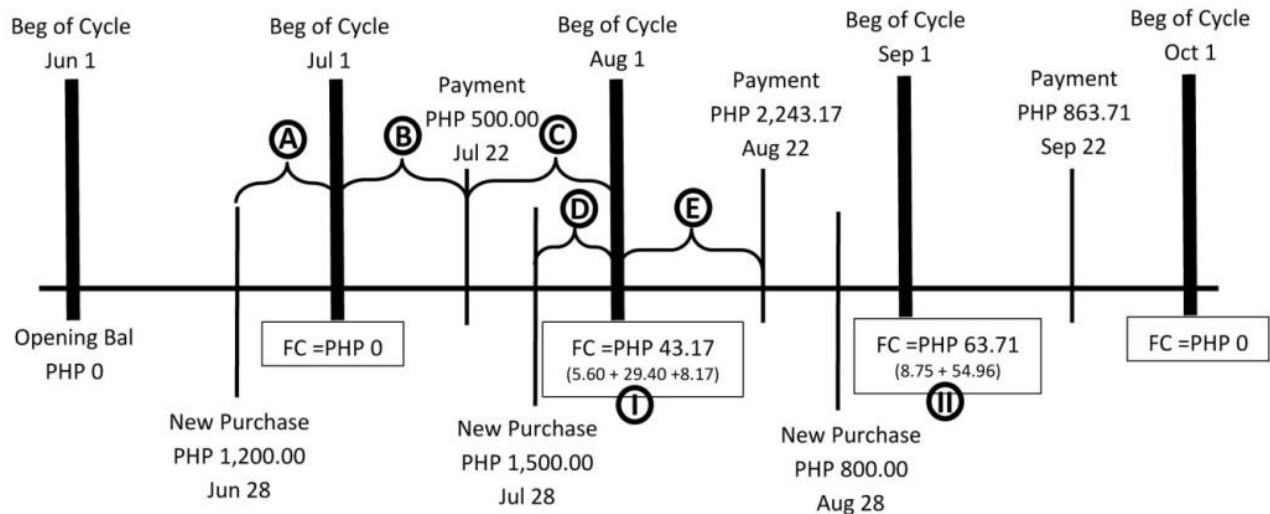 Beg of Cycle
Jun 1
Beg of Cycle
Jul 1
Beg of Cycle
Aug 1
Beg of Cycle
Sep 1
Beg of Cycle
Oct 1
Payment
PHP 500.00
Jul 22
Payment
PHP 2,243.17
Aug 22
Payment
PHP 863.71
Sep 22
A
B
C
D
E
Opening Bal
PHP 0
FC =PHP 0
FC =PHP 43.17
(5.60 + 29.40 +8.17)
I
FC =PHP 63.71
(8.75 + 54.96)
II
FC =PHP 0
New Purchase
PHP 1,200.00
Jun 28
New Purchase
PHP 1,500.00
Jul 28
New Purchase
PHP 800.00
Aug 28